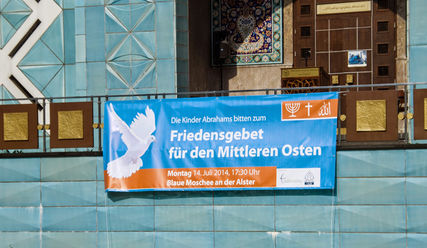 Die Kinder Abrahams bitten zum
Friedensgebet
für den Mittleren Osten
Montag 14. Juli 2014, 17:30 Uhr
Blaue Moschee an der Alster
الله